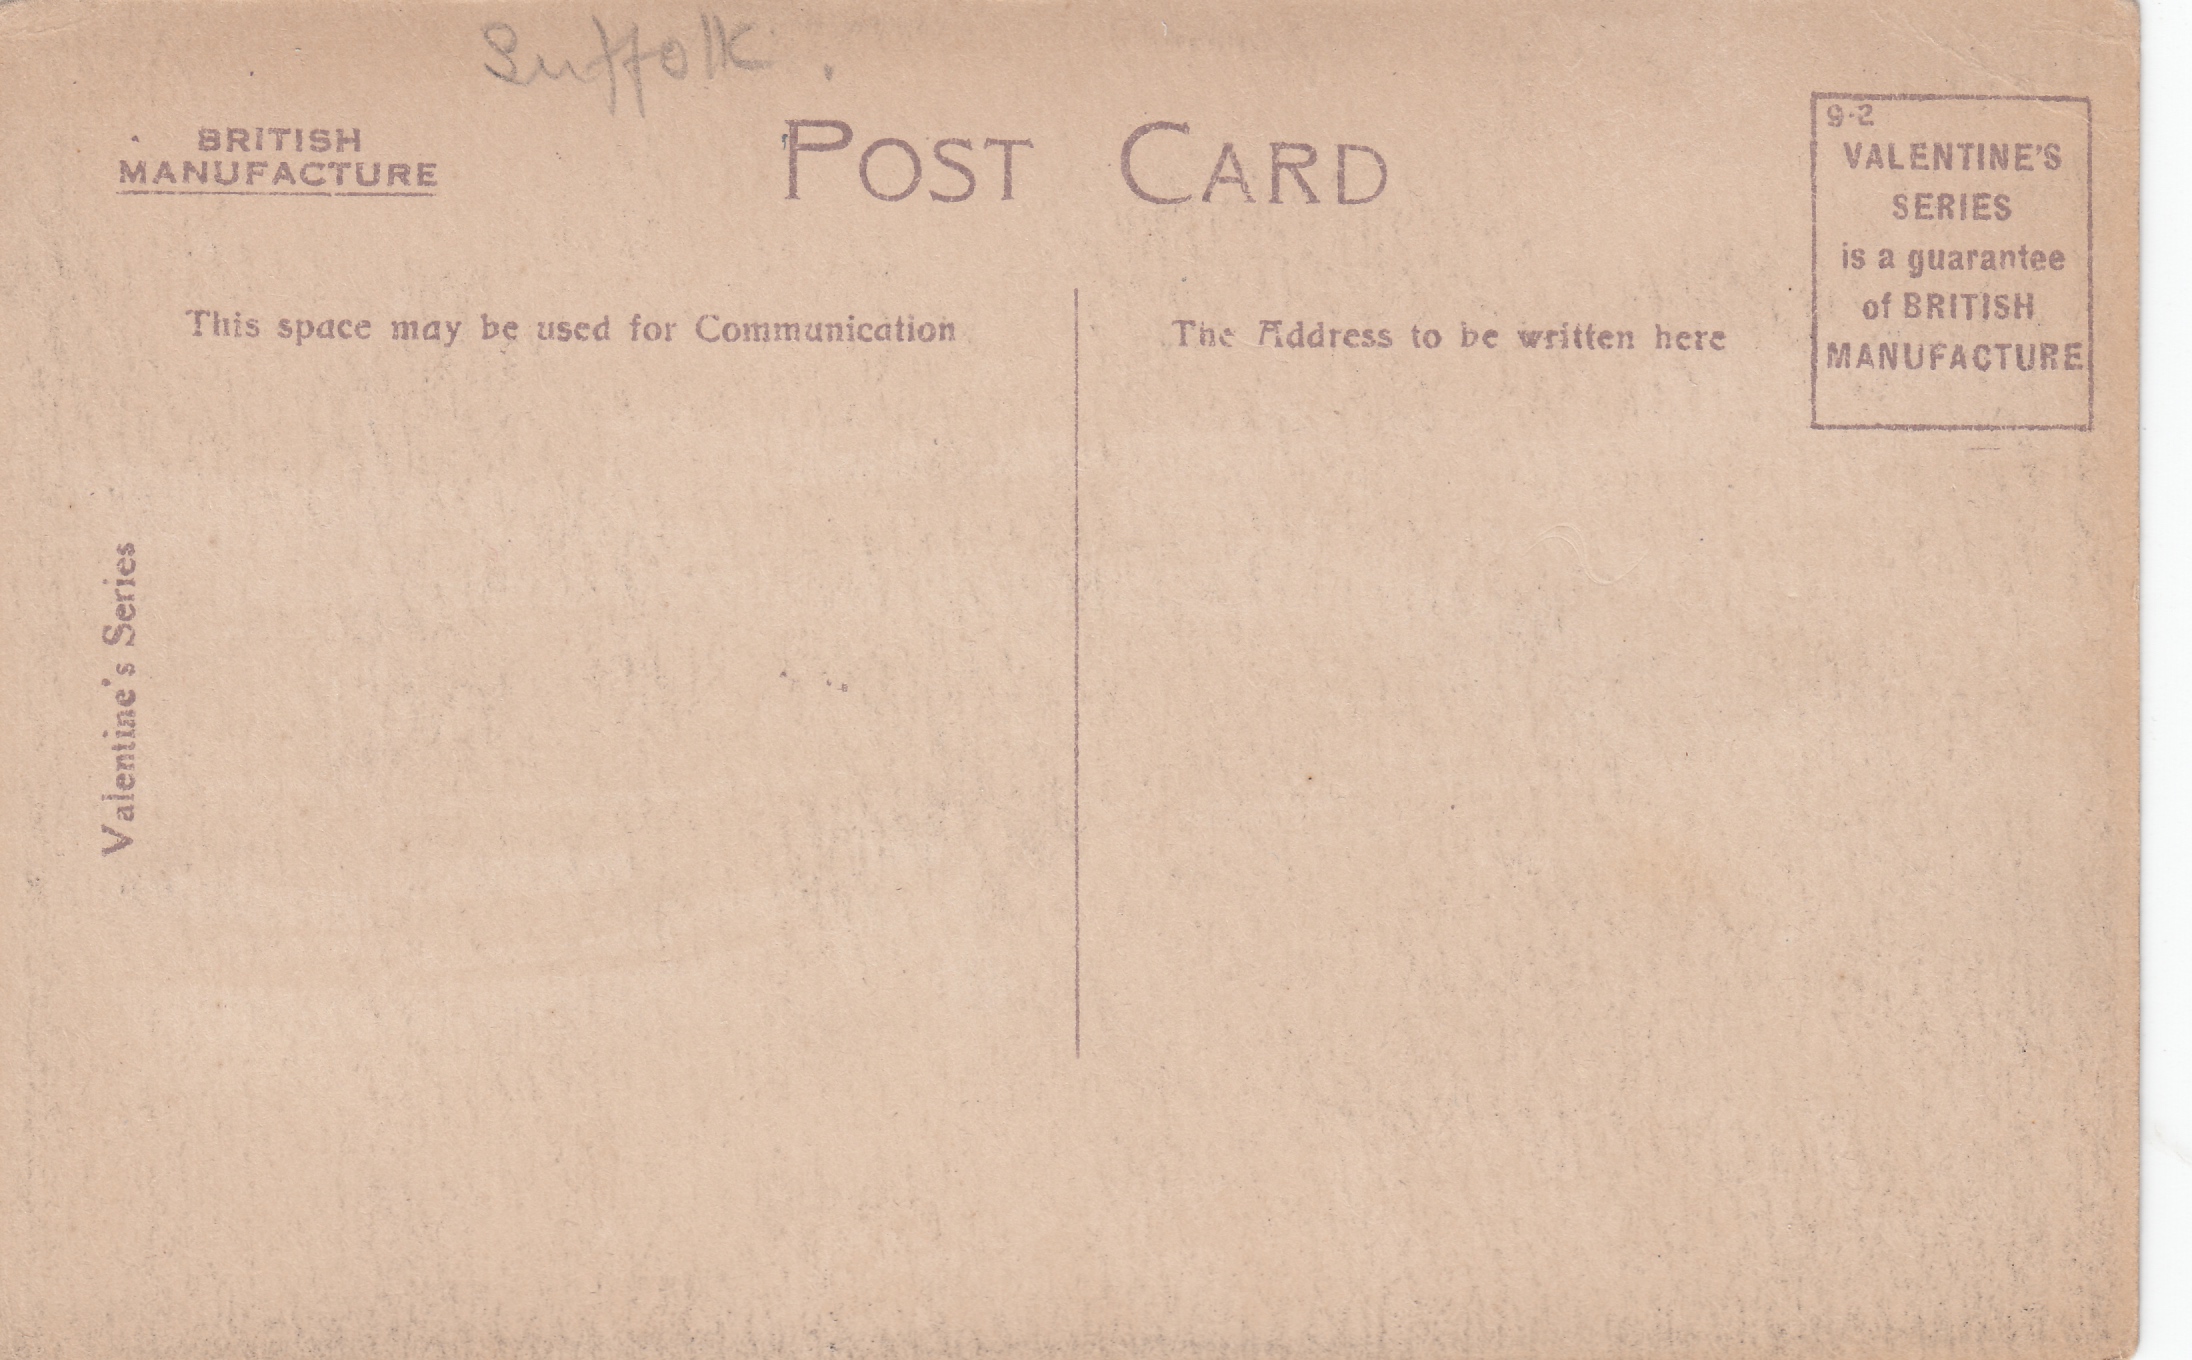 Suffolk.
BRITISH
MANUFACTURE
POST CARD
9-2
VALENTINE'S
SERIES
is a guarantee
of BRITISH
MANUFACTURE
This space may be used for Communication
The Address to be written here
Valentine's Series